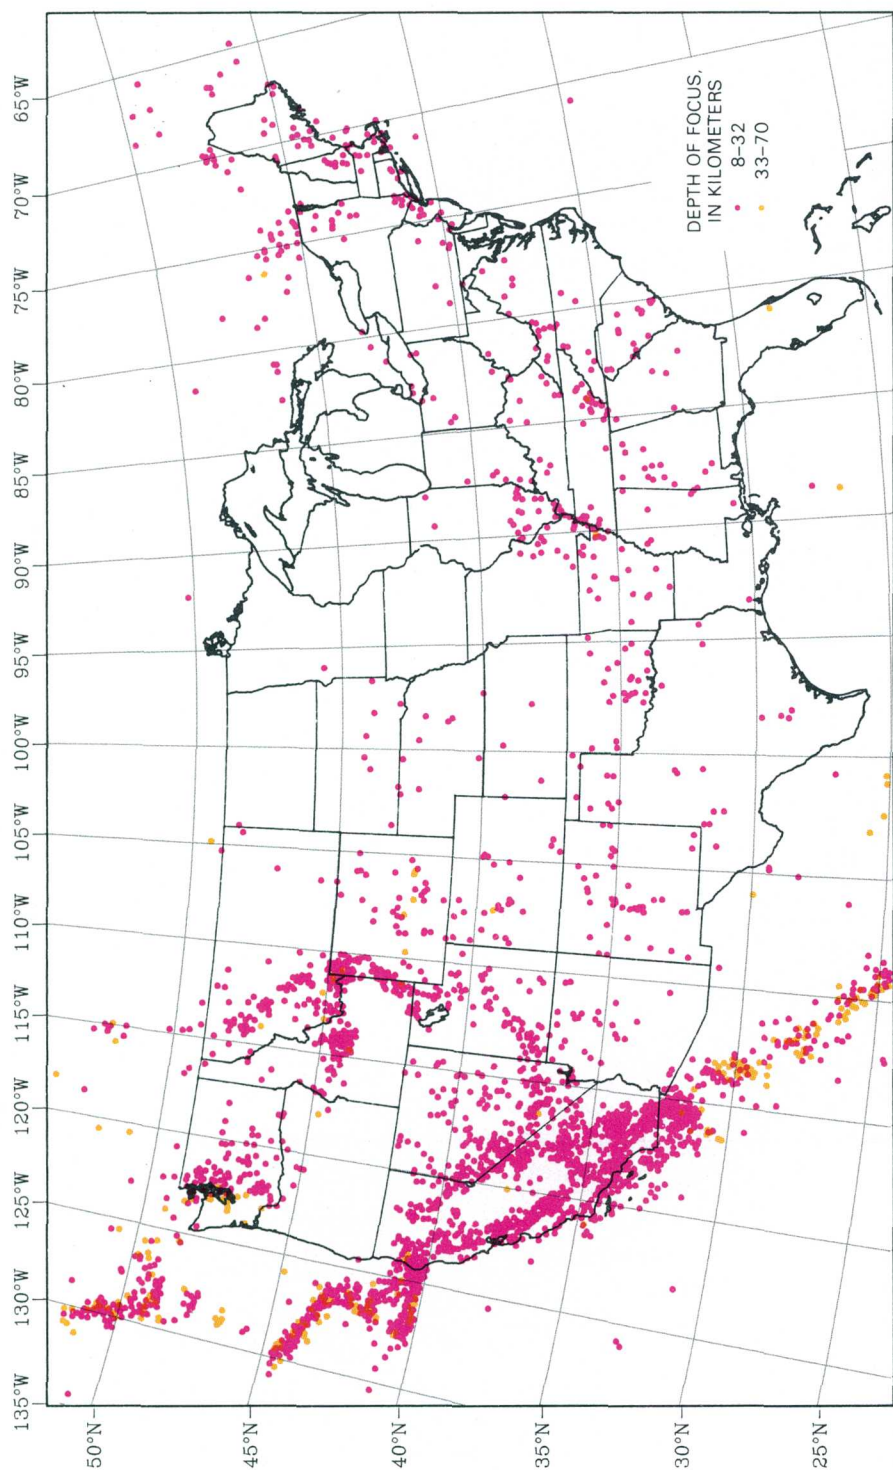 65°W
70°W
75°W
80°W
85°W
90°W
95°W
100°W
105°W
110°W
115°W
120°W
125°W
130°W
135°W
50°N
45°N
40°N
35°N
30°N
25°N
DEPTH OF FOCUS,
IN KILOMETERS
8–32
33–70